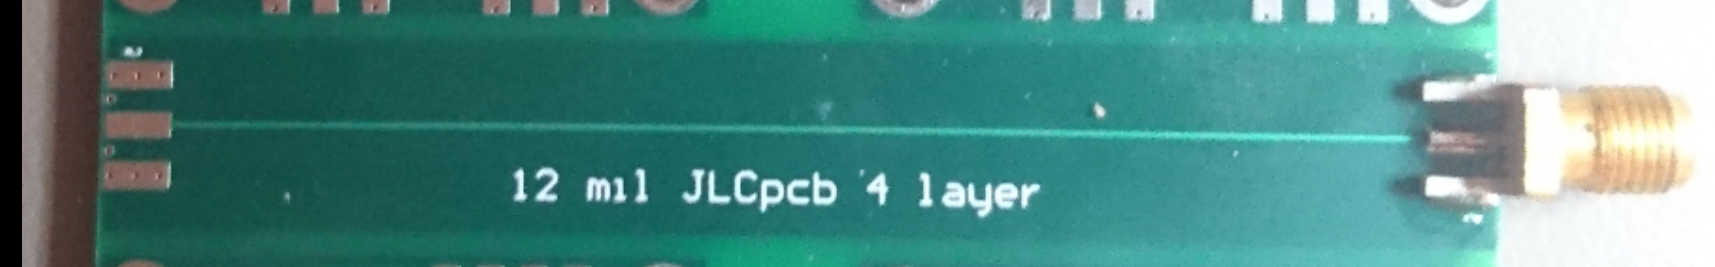 12 mil JLCpcb 4 layer